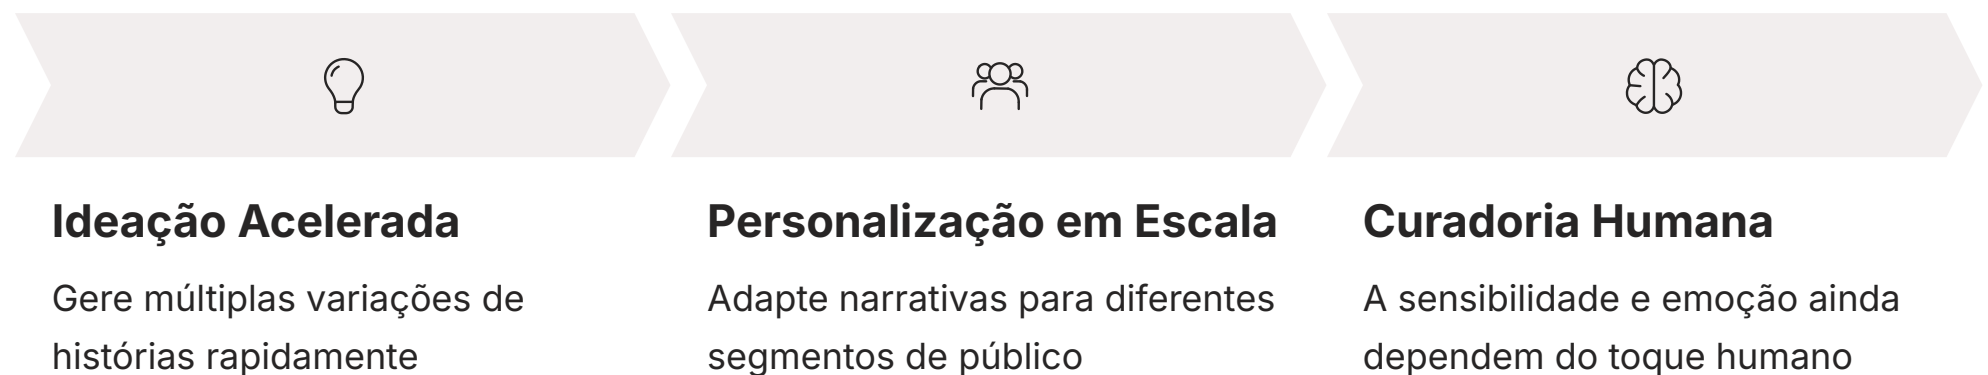 Ideação Acelerada
Gere múltiplas variações de
histórias rapidamente
Personalização em Escala
Adapte narrativas para diferentes
segmentos de público
Curadoria Humana
A sensibilidade e emoção ainda
dependem do toque humano